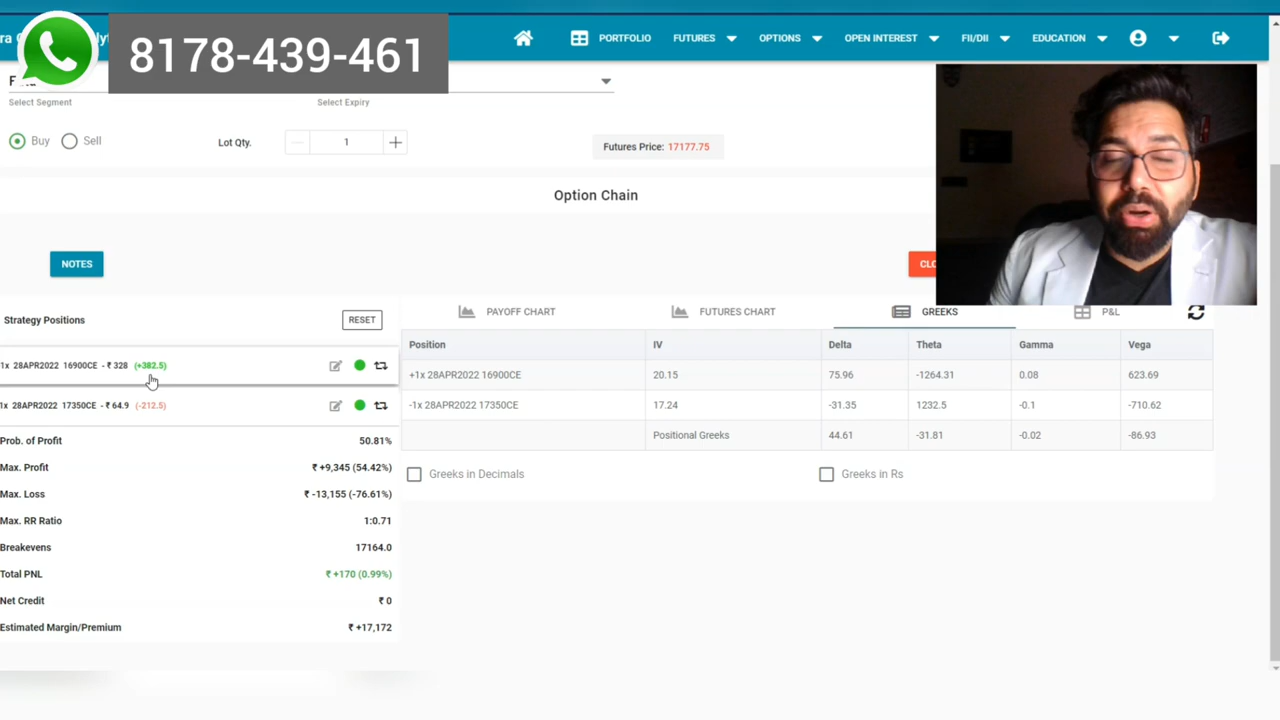 8178-439-461
PORTFOLIO
FUTURES
OPTIONS
OPEN INTEREST
FII/DII
EDUCATION
Select Segment
Select Expiry
Buy
Sell
Lot Qty.
1
Futures Price: 17177.75
Option Chain
NOTES
CLO
Strategy Positions
RESET
1x 28APR2022 16900CE - ₹ 328 (+382.5)
1x 28APR2022 17350CE - ₹ 64.9 (-212.5)
Prob. of Profit 50.81%
Max. Profit ₹ +9,345 (54.42%)
Max. Loss ₹ -13,155 (-76.61%)
Max. RR Ratio 1:0.71
Breakevens 17164.0
Total PNL ₹ +170 (0.99%)
Net Credit ₹ 0
Estimated Margin/Premium ₹ +17,172
PAYOFF CHART
FUTURES CHART
GREEKS
P&L
Position IV Delta Theta Gamma Vega
+1x 28APR2022 16900CE 20.15 75.96 -1264.31 0.08 623.69
-1x 28APR2022 17350CE 17.24 -31.35 1232.5 -0.1 -710.62
Positional Greeks 44.61 -31.81 -0.02 -86.93
Greeks in Decimals
Greeks in Rs